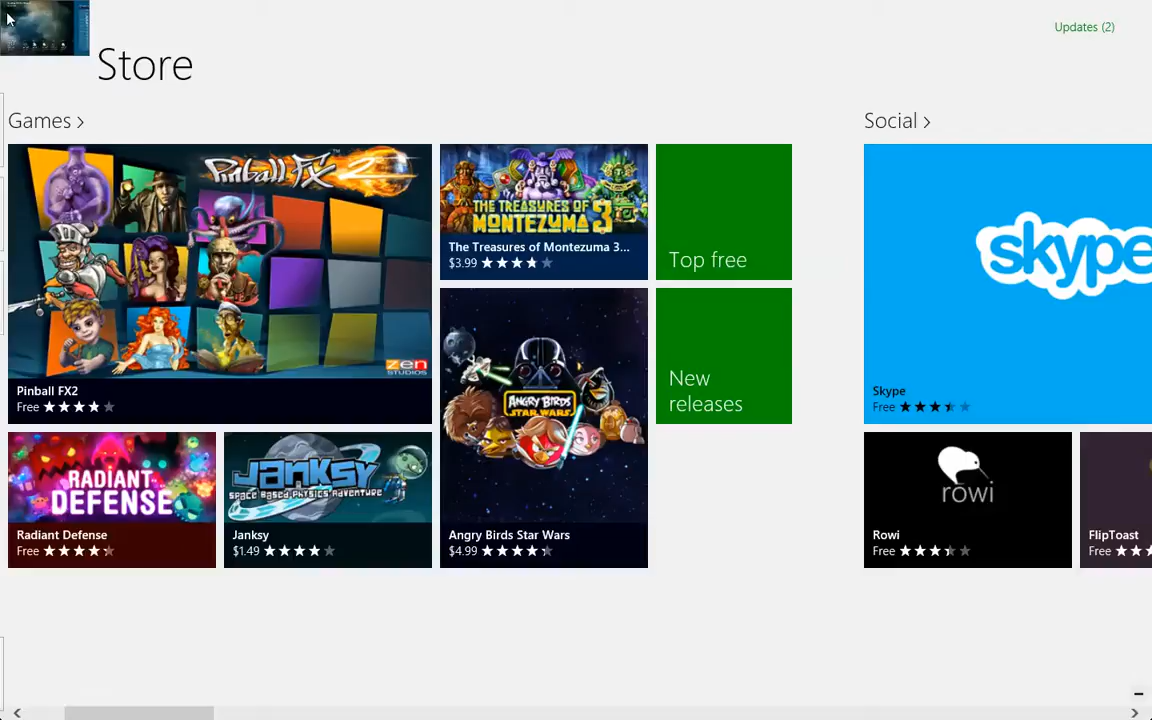 Updates (2)
Store
Games
Social
Pinball FX2
zen
STUDIOS
Pinball FX2
Free
THE TREASURES OF
MONTEZUMA 3
The Treasures of Montezuma 3...
$3.99
Top free
New
releases
ANGRY BIRDS
STAR WARS
Angry Birds Star Wars
$4.99
RADIANT
DEFENSE
Radiant Defense
Free
JANKSY
SPACE BASED PHYSICS ADVENTURE
Janksy
$1.49
skype
Skype
Free
rowi
Rowi
Free
FlipToast
Free